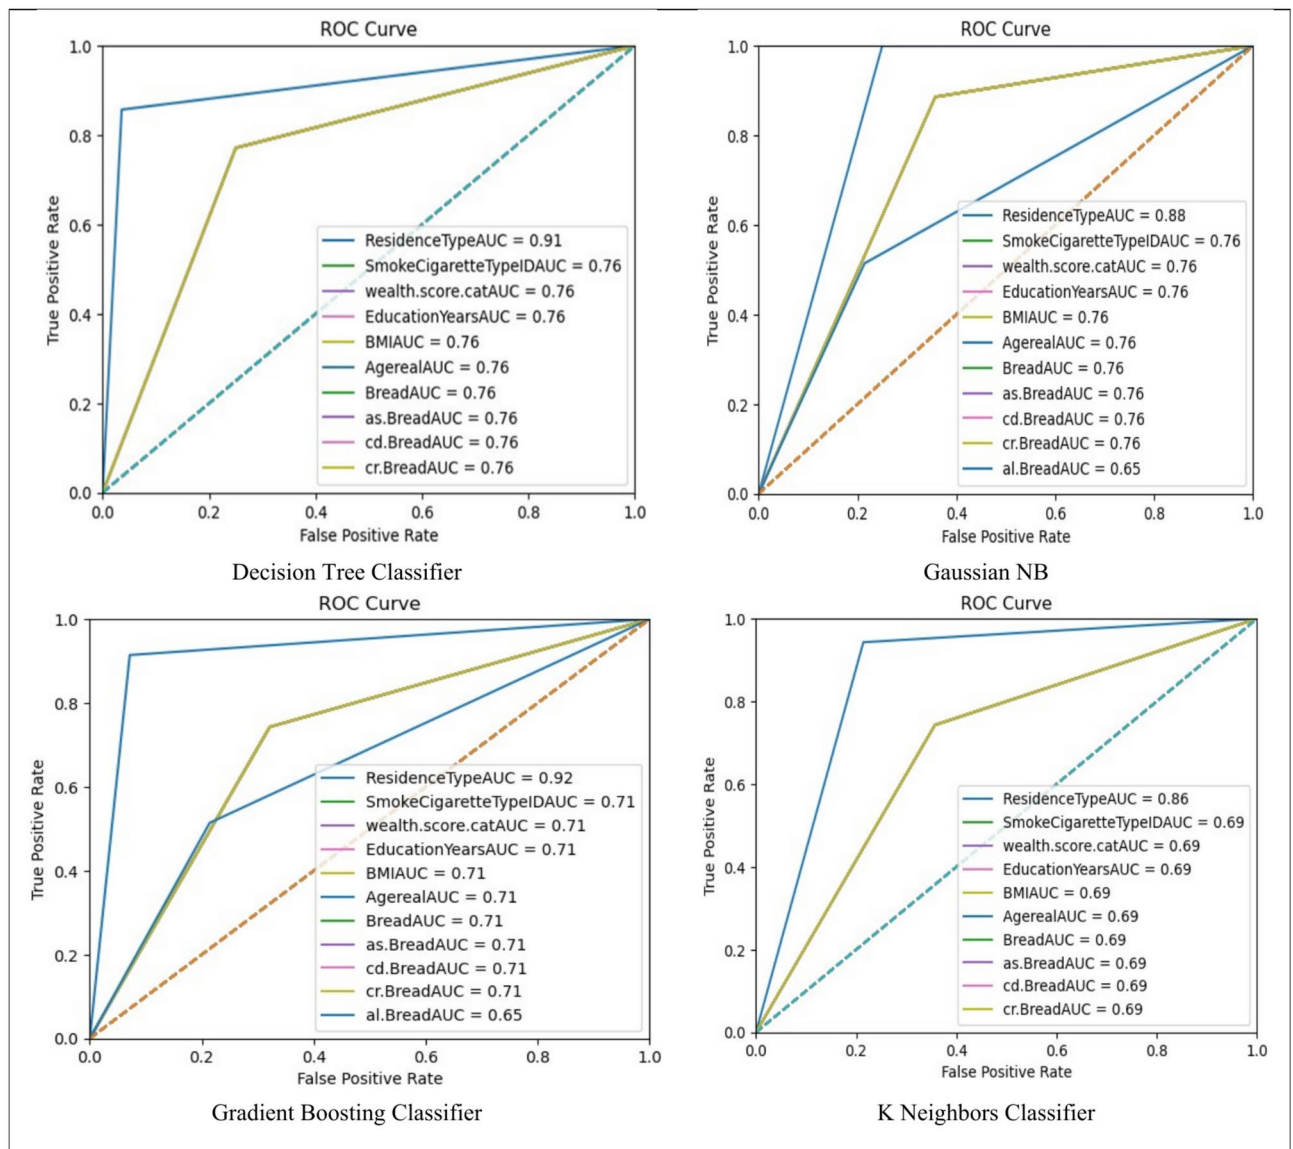 ROC Curve
True Positive Rate
1.0
0.8
0.6
0.4
0.2
0.0
ResidenceTypeAUC = 0.91
SmokeCigaretteTypeIDAUC = 0.76
wealth.score.catAUC = 0.76
EducationYearsAUC = 0.76
BMIAUC = 0.76
AgerealAUC = 0.76
BreadAUC = 0.76
as.BreadAUC = 0.76
cd.BreadAUC = 0.76
cr.BreadAUC = 0.76
0.0 0.2 0.4 0.6 0.8 1.0
False Positive Rate
Decision Tree Classifier
ROC Curve
True Positive Rate
1.0
0.8
0.6
0.4
0.2
0.0
ResidenceTypeAUC = 0.88
SmokeCigaretteTypeIDAUC = 0.76
wealth.score.catAUC = 0.76
EducationYearsAUC = 0.76
BMIAUC = 0.76
AgerealAUC = 0.76
BreadAUC = 0.76
as.BreadAUC = 0.76
cd.BreadAUC = 0.76
cr.BreadAUC = 0.76
al.BreadAUC = 0.65
0.0 0.2 0.4 0.6 0.8 1.0
False Positive Rate
Gaussian NB
ROC Curve
True Positive Rate
1.0
0.8
0.6
0.4
0.2
0.0
ResidenceTypeAUC = 0.92
SmokeCigaretteTypeIDAUC = 0.71
wealth.score.catAUC = 0.71
EducationYearsAUC = 0.71
BMIAUC = 0.71
AgerealAUC = 0.71
BreadAUC = 0.71
as.BreadAUC = 0.71
cd.BreadAUC = 0.71
cr.BreadAUC = 0.71
al.BreadAUC = 0.65
0.0 0.2 0.4 0.6 0.8 1.0
False Positive Rate
Gradient Boosting Classifier
ROC Curve
True Positive Rate
1.0
0.8
0.6
0.4
0.2
0.0
ResidenceTypeAUC = 0.86
SmokeCigaretteTypeIDAUC = 0.69
wealth.score.catAUC = 0.69
EducationYearsAUC = 0.69
BMIAUC = 0.69
AgerealAUC = 0.69
BreadAUC = 0.69
as.BreadAUC = 0.69
cd.BreadAUC = 0.69
cr.BreadAUC = 0.69
0.0 0.2 0.4 0.6 0.8 1.0
False Positive Rate
K Neighbors Classifier